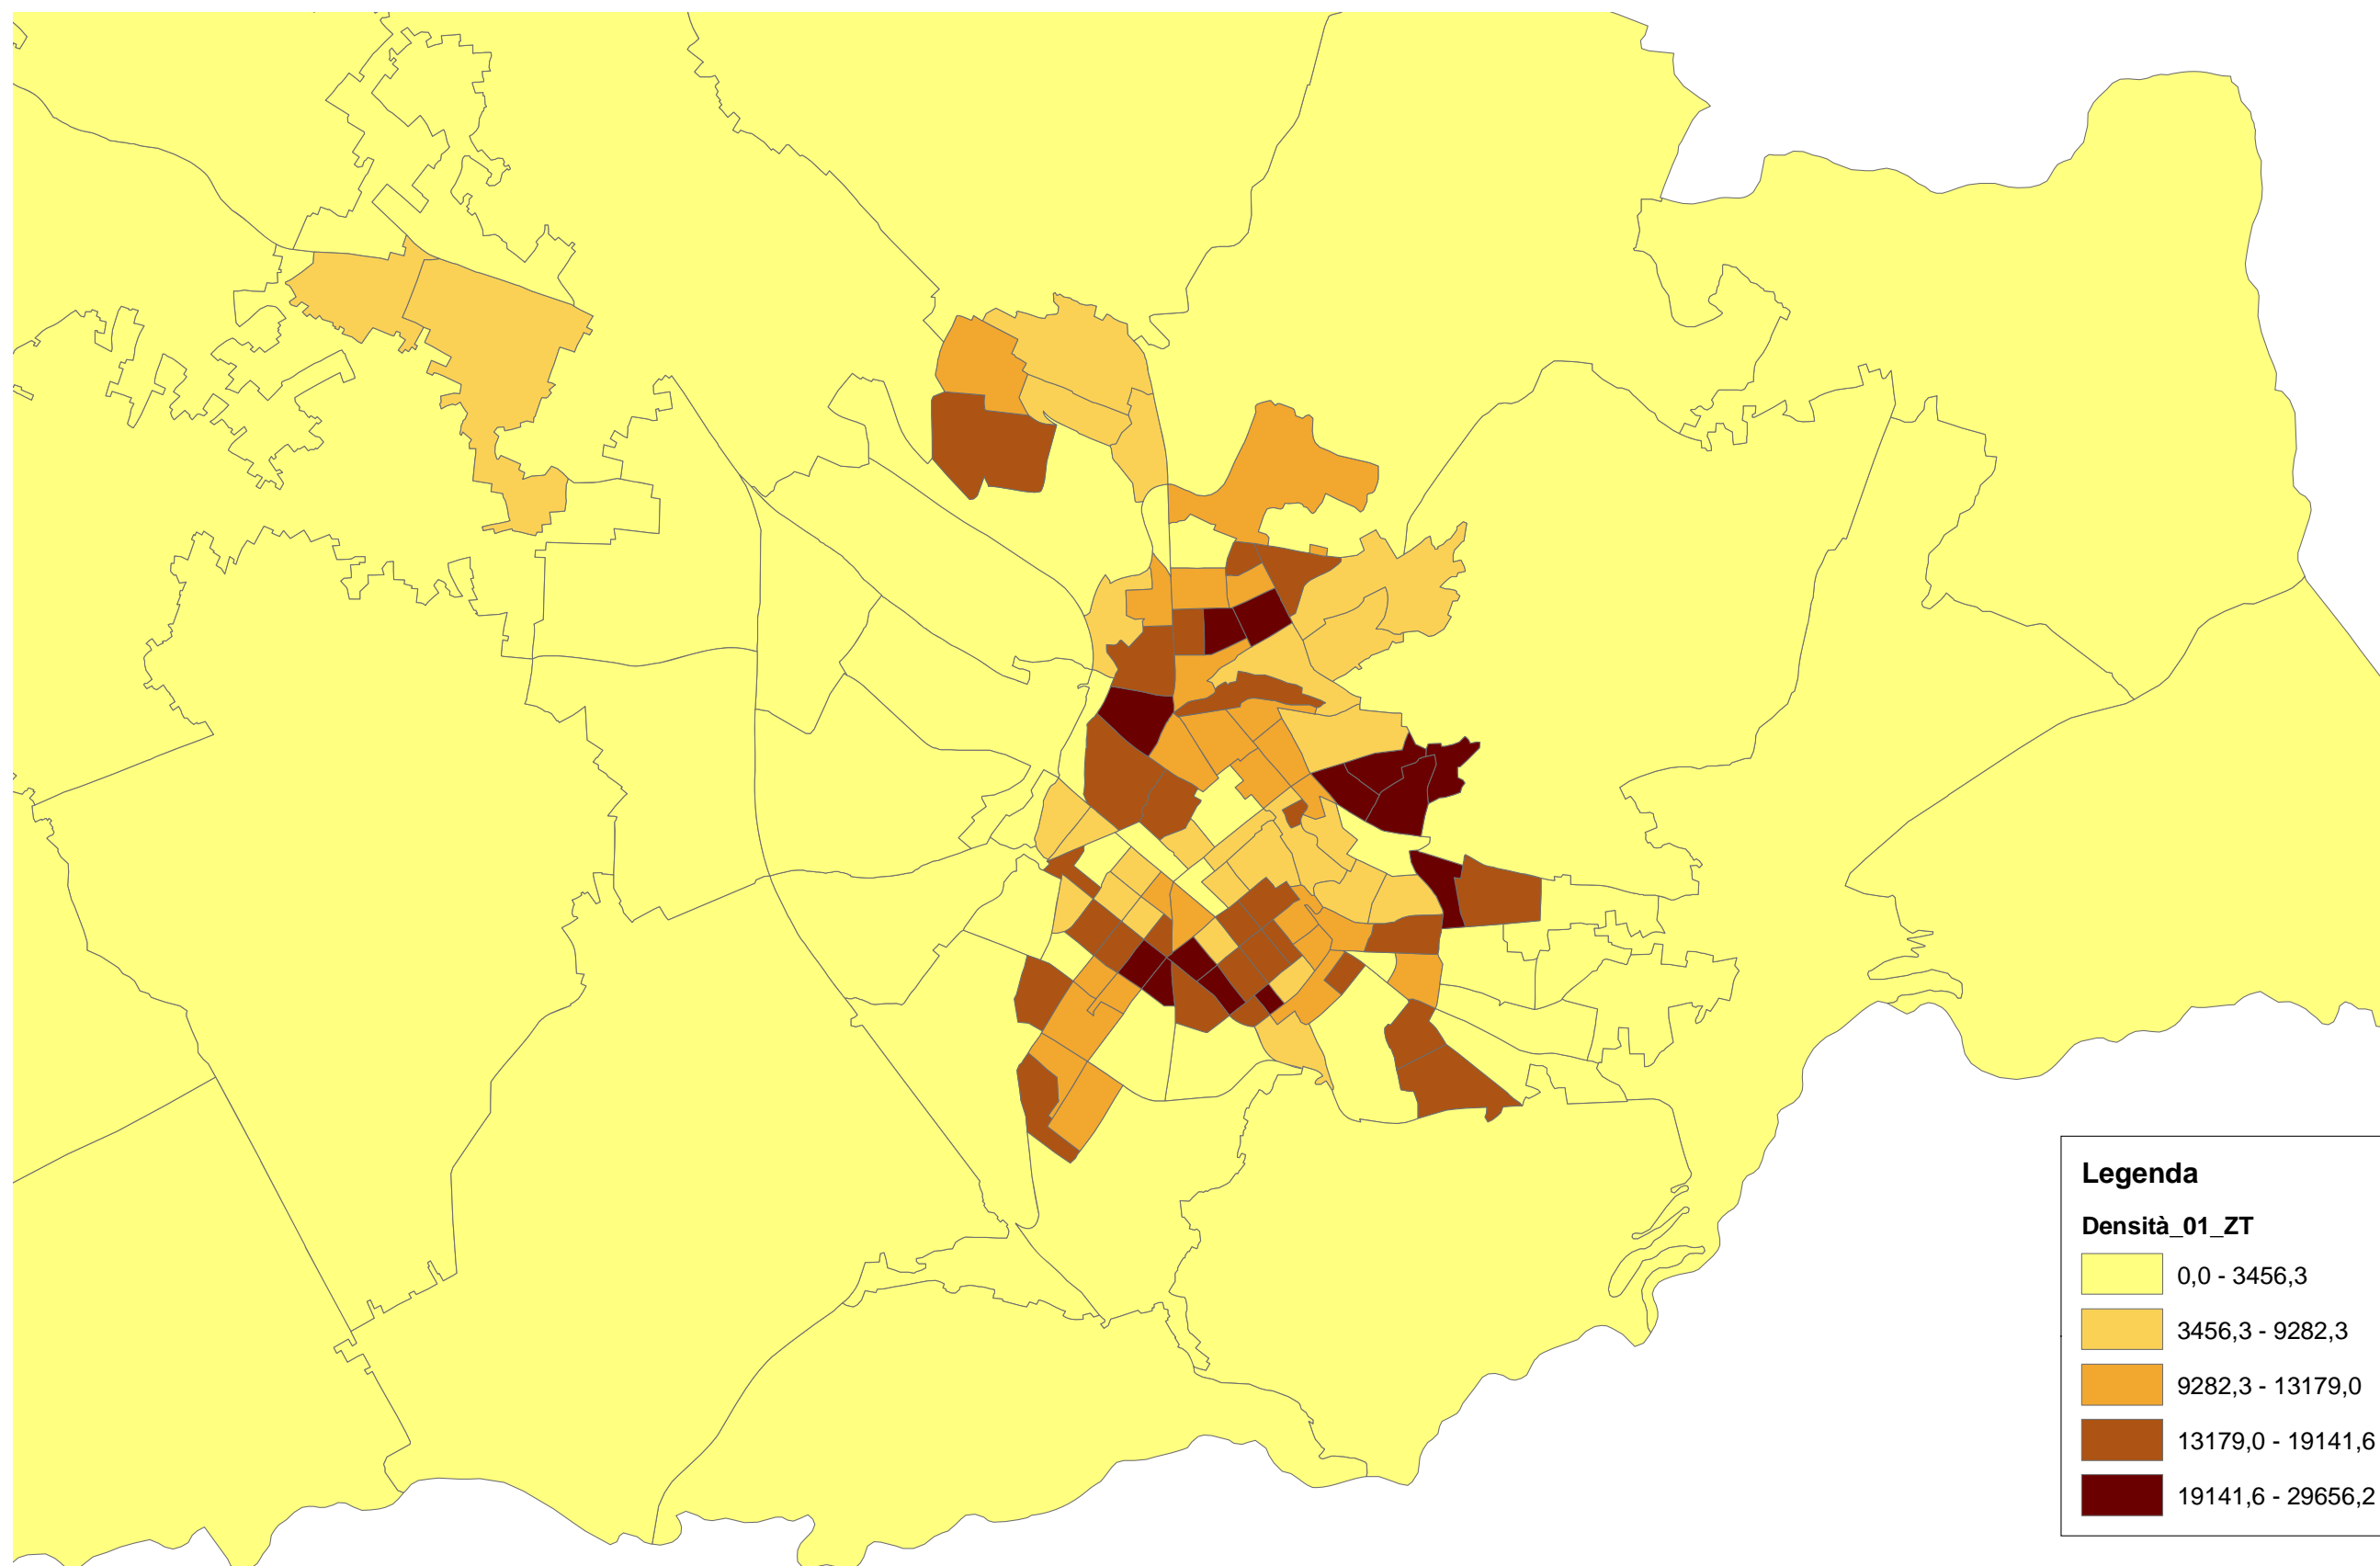 Legenda
Densità_01_ZT
0,0 - 3456,3
3456,3 - 9282,3
9282,3 - 13179,0
13179,0 - 19141,6
19141,6 - 29656,2